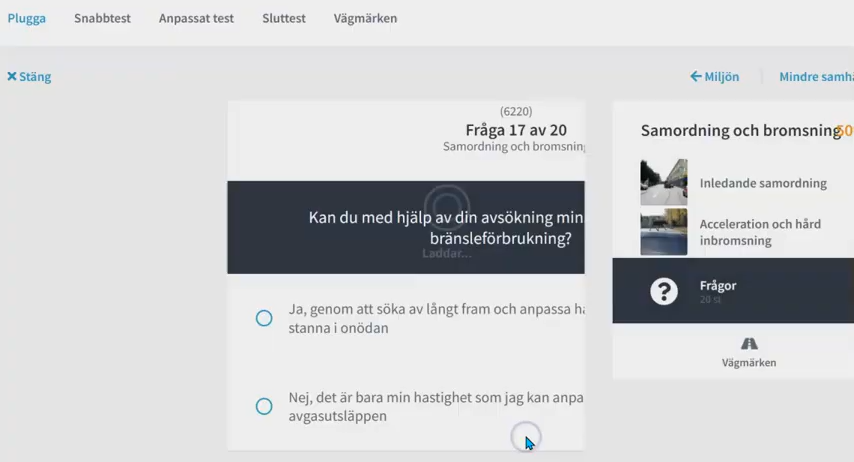 Plugga Snabbtest Anpassat test Sluttest Vägmärken
Stäng
Miljön Mindre samhä
(6220)
Fråga 17 av 20
Samordning och bromsning
Kan du med hjälp av din avsökning min
bränsleförbrukning?
Laddar...
Ja, genom att söka av långt fram och anpassa ha
stanna i onödan
Nej, det är bara min hastighet som jag kan anpa
avgasutsläppen
Samordning och bromsning 50
Inledande samordning
Acceleration och hård
inbromsning
Frågor
20 st
Vägmärken